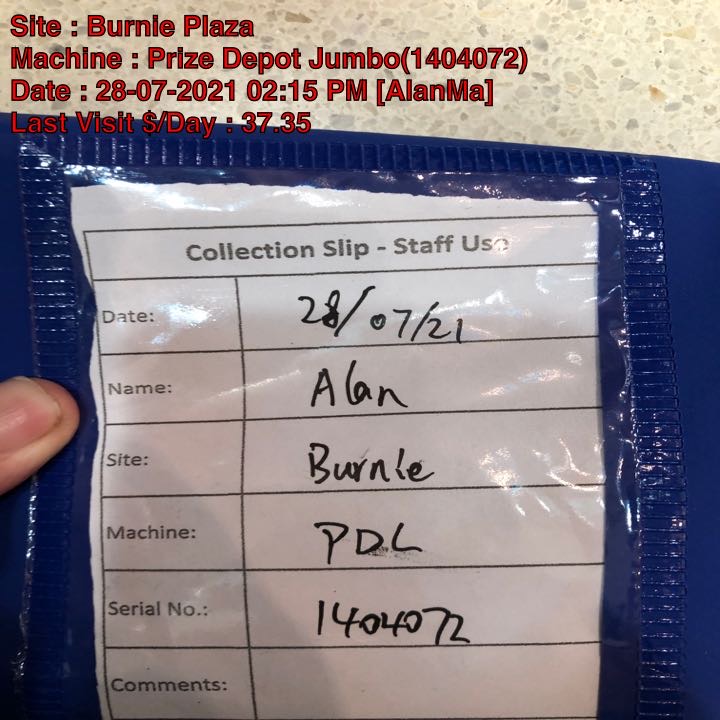 Site : Burnie Plaza
Machine : Prize Depot Jumbo(1404072)
Date : 28-07-2021 02:15 PM [AlanMa]
Last Visit $/Day : 37.35
Collection Slip - Staff Use
Date: 28/07/21
Name: Alan
Site: Burnie
Machine: PDL
Serial No.: 1404072
Comments: